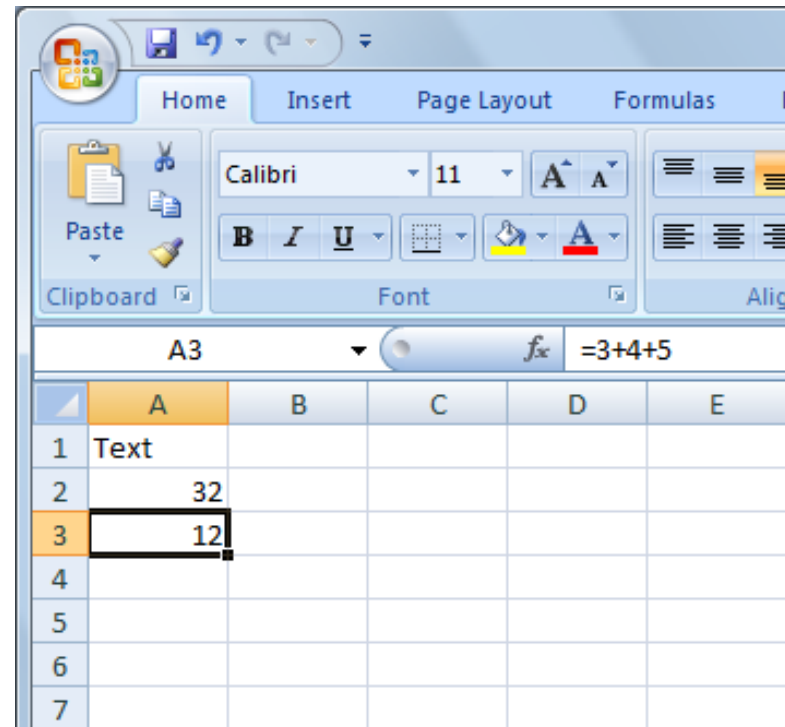 Home Insert Page Layout Formulas
Calibri 11 A A
Paste B I U A
Clipboard Font
A3 fx =3+4+5
A B C D E
1 Text
2 32
3 12
4
5
6
7